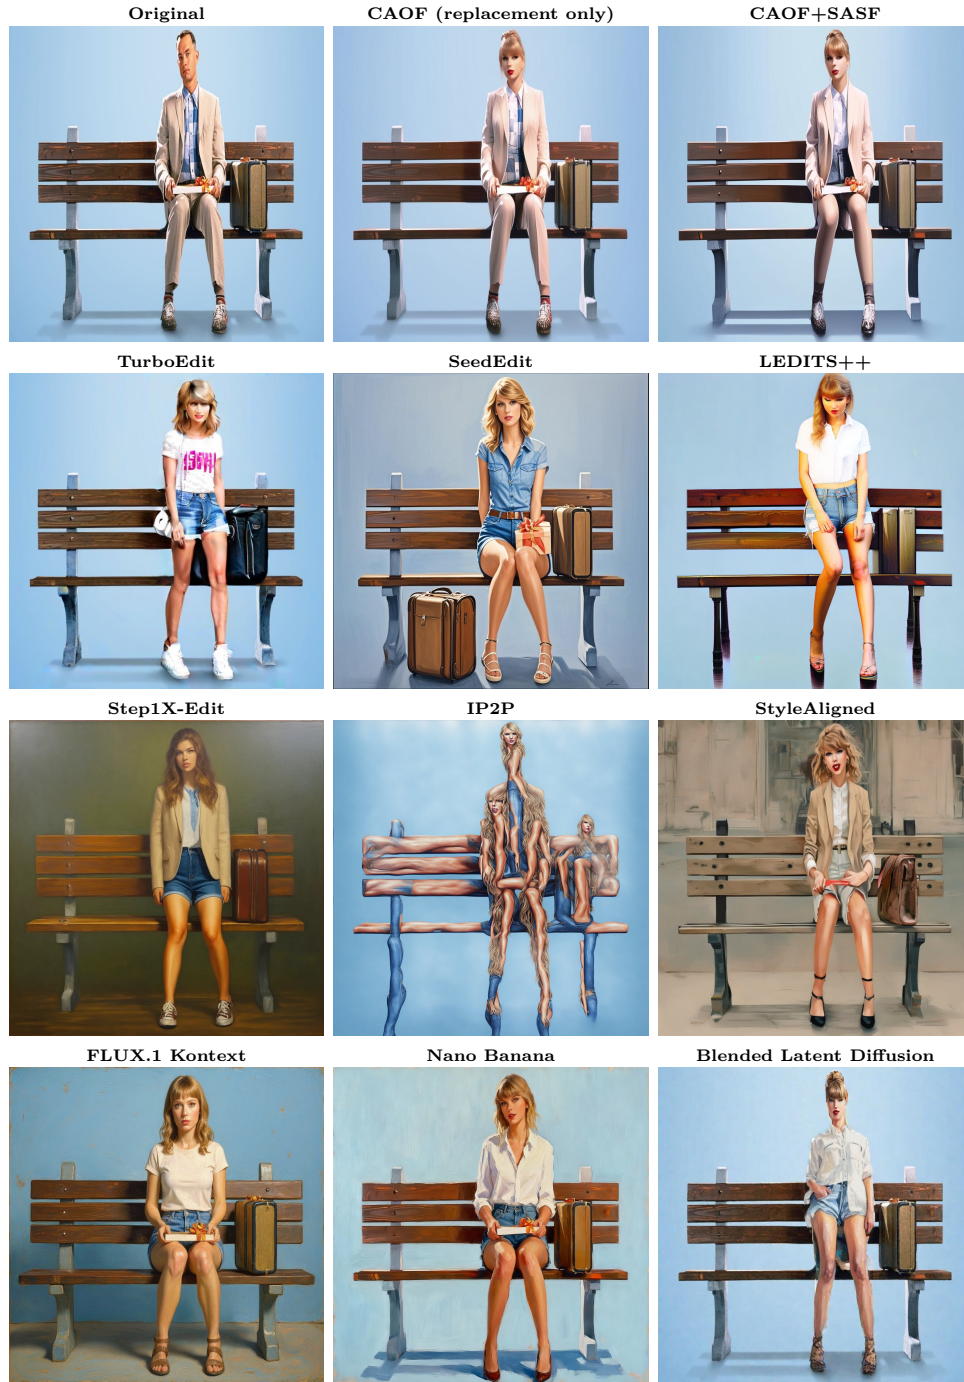 Original
CAOF (replacement only)
CAOF+SASF
TurboEdit
SeedEdit
LEDITS++
Step1X-Edit
IP2P
StyleAligned
FLUX.1 Kontext
Nano Banana
Blended Latent Diffusion